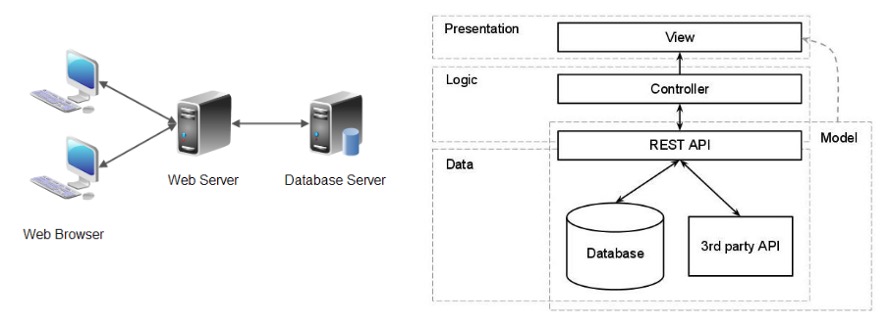 Web Server
Database Server
Web Browser
Presentation
View
Logic
Controller
REST API
Model
Data
Database
3rd party API